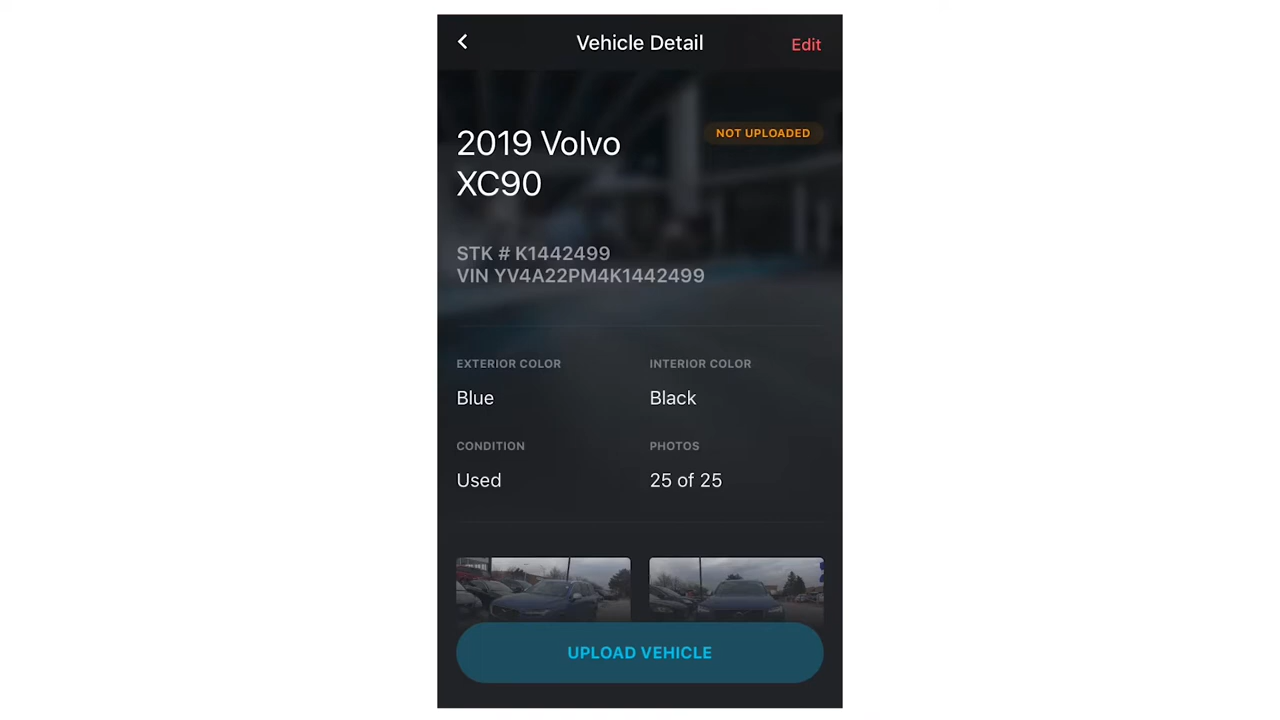 Vehicle Detail
Edit
2019 Volvo
XC90
NOT UPLOADED
STK # K1442499
VIN YV4A22PM4K1442499
EXTERIOR COLOR
INTERIOR COLOR
Blue
Black
CONDITION
PHOTOS
Used
25 of 25
UPLOAD VEHICLE